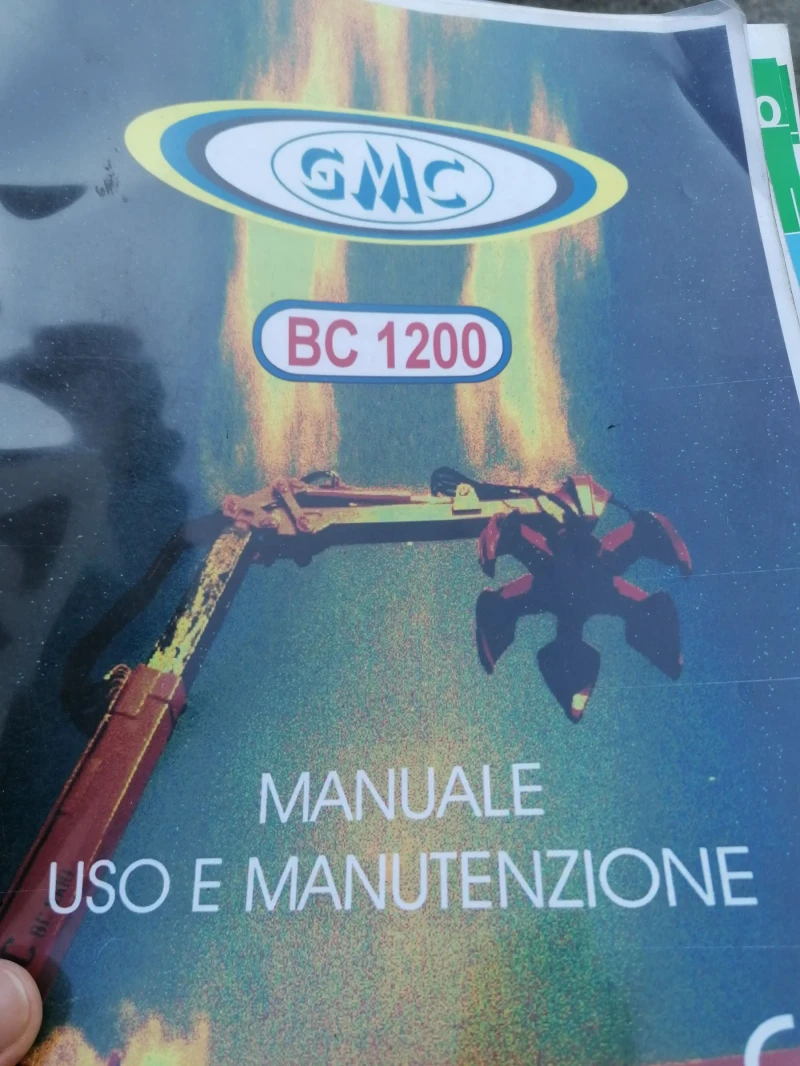 GMC
BC 1200
MANUALE
USO E MANUTENZIONE